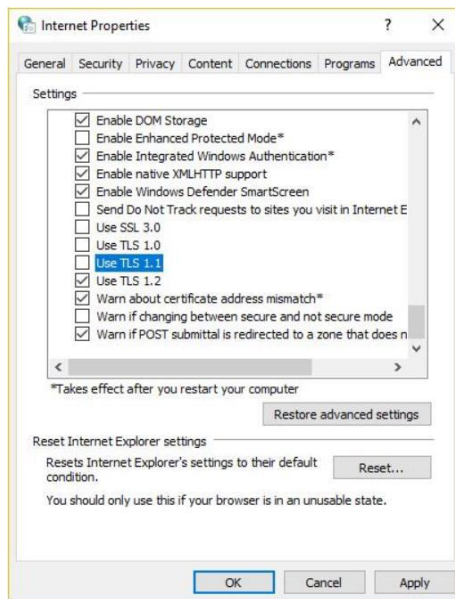 Internet Properties
General Security Privacy Content Connections Programs Advanced
Settings
Enable DOM Storage
Enable Enhanced Protected Mode*
Enable Integrated Windows Authentication*
Enable native XMLHTTP support
Enable Windows Defender SmartScreen
Send Do Not Track requests to sites you visit in Internet E
Use SSL 3.0
Use TLS 1.0
Use TLS 1.1
Use TLS 1.2
Warn about certificate address mismatch*
Warn if changing between secure and not secure mode
Warn if POST submittal is redirected to a zone that does n
*Takes effect after you restart your computer
Restore advanced settings
Reset Internet Explorer settings
Resets Internet Explorer's settings to their default
condition.
Reset...
You should only use this if your browser is in an unusable state.
OK Cancel Apply